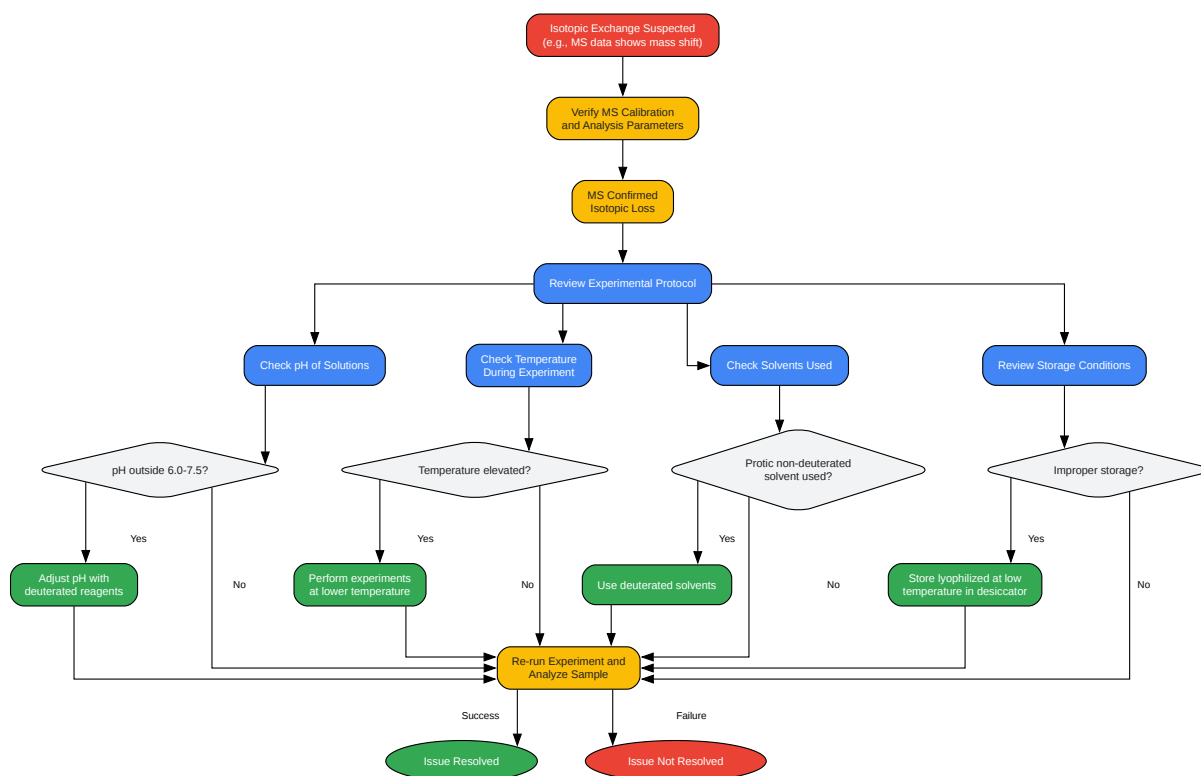 Isotopic Exchange Suspected
(e.g., MS data shows mass shift)
Verify MS Calibration
and Analysis Parameters
MS Confirmed
Isotopic Loss
Review Experimental Protocol
Check pH of Solutions
Check Temperature
During Experiment
Check Solvents Used
Review Storage Conditions
pH outside 6.0-7.5?
Temperature elevated?
Protic non-deuterated
solvent used?
Improper storage?
Yes
Yes
Yes
Yes
Adjust pH with
deuterated reagents
No
Perform experiments
at lower temperature
No
Use deuterated solvents
No
Store lyophilized at low
temperature in desiccator
No
Re-run Experiment and
Analyze Sample
Success
Failure
Issue Resolved
Issue Not Resolved